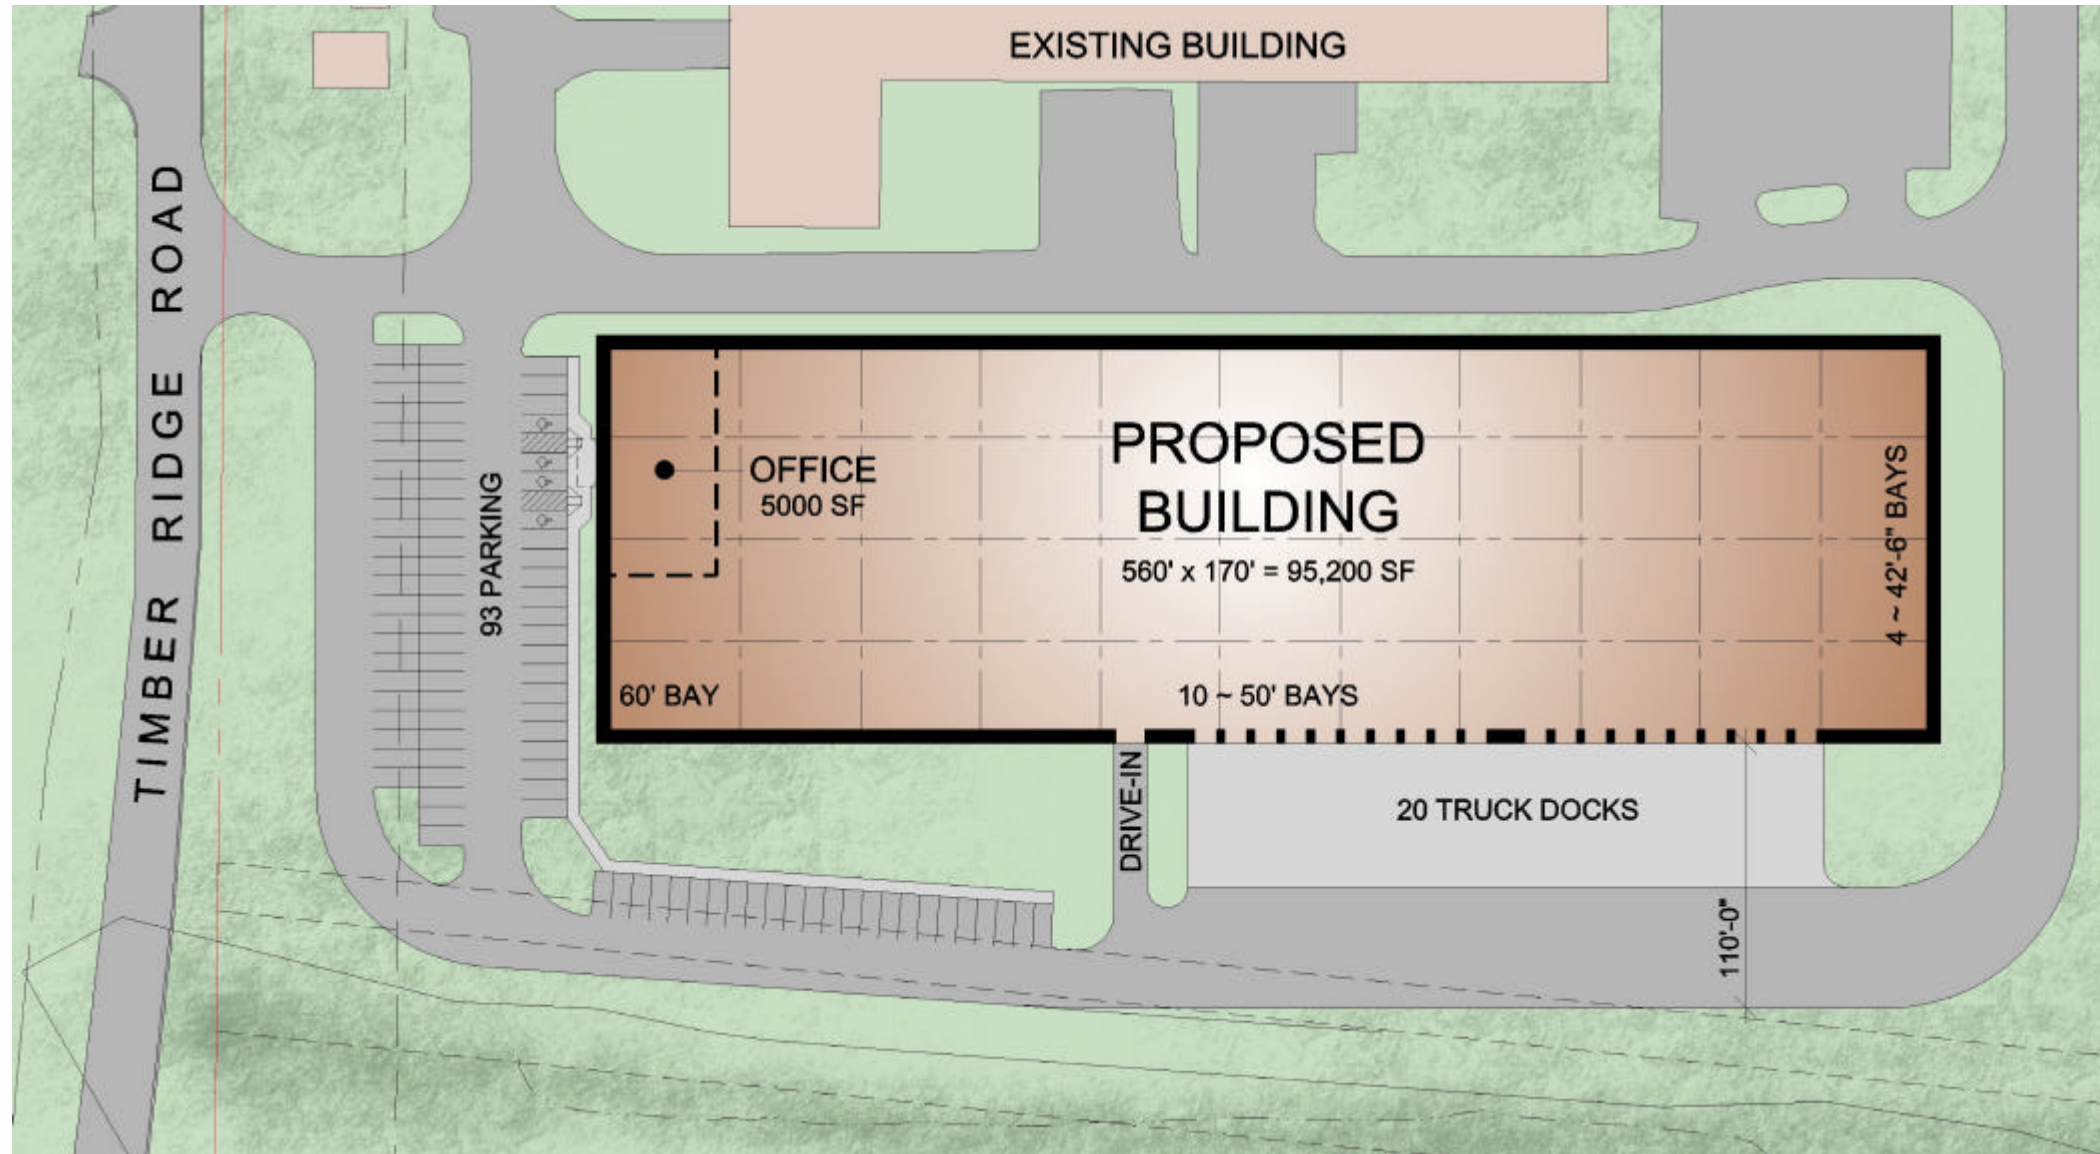 EXISTING BUILDING
TIMBER RIDGE ROAD
93 PARKING
OFFICE
5000 SF
PROPOSED
BUILDING
560' x 170' = 95,200 SF
4 ~ 42'-6" BAYS
60' BAY
10 ~ 50' BAYS
DRIVE-IN
20 TRUCK DOCKS
110'-0"